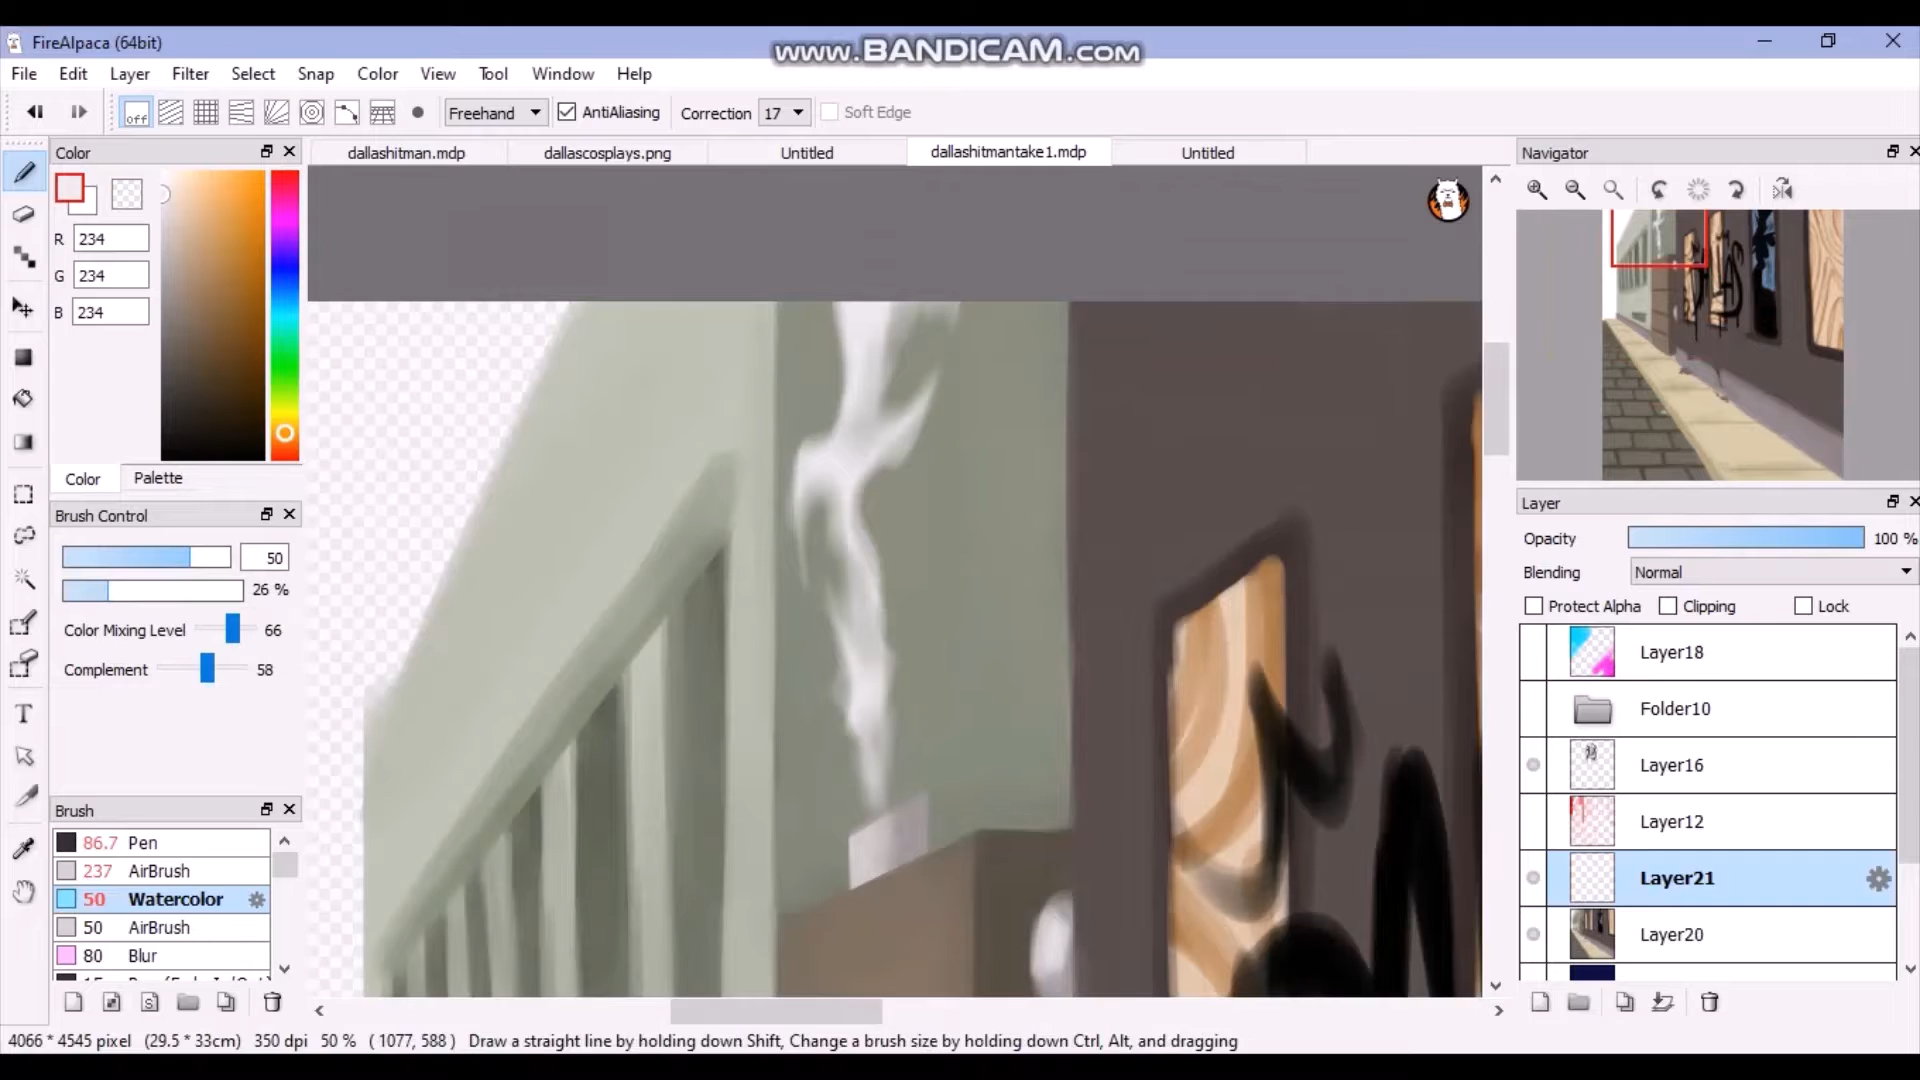 FireAlpaca (64bit)
www.BANDICAM.com
File Edit Layer Filter Select Snap Color View Tool Window Help
off Freehand AntiAliasing Correction 17 Soft Edge
Color
dallashitman.mdp dallascosplays.png Untitled dallashitmantake1.mdp Untitled
Navigator
R 234
G 234
B 234
Color Palette
Brush Control
50
26 %
Color Mixing Level 66
Complement 58
Layer
Opacity 100 %
Blending Normal
Protect Alpha Clipping Lock
Layer18
Folder10
Layer16
Layer12
Layer21
Layer20
Brush
86.7 Pen
237 AirBrush
50 Watercolor
50 AirBrush
80 Blur
T
S
4066 * 4545 pixel (29.5 * 33cm) 350 dpi 50 % ( 1077, 588 ) Draw a straight line by holding down Shift, Change a brush size by holding down Ctrl, Alt, and dragging